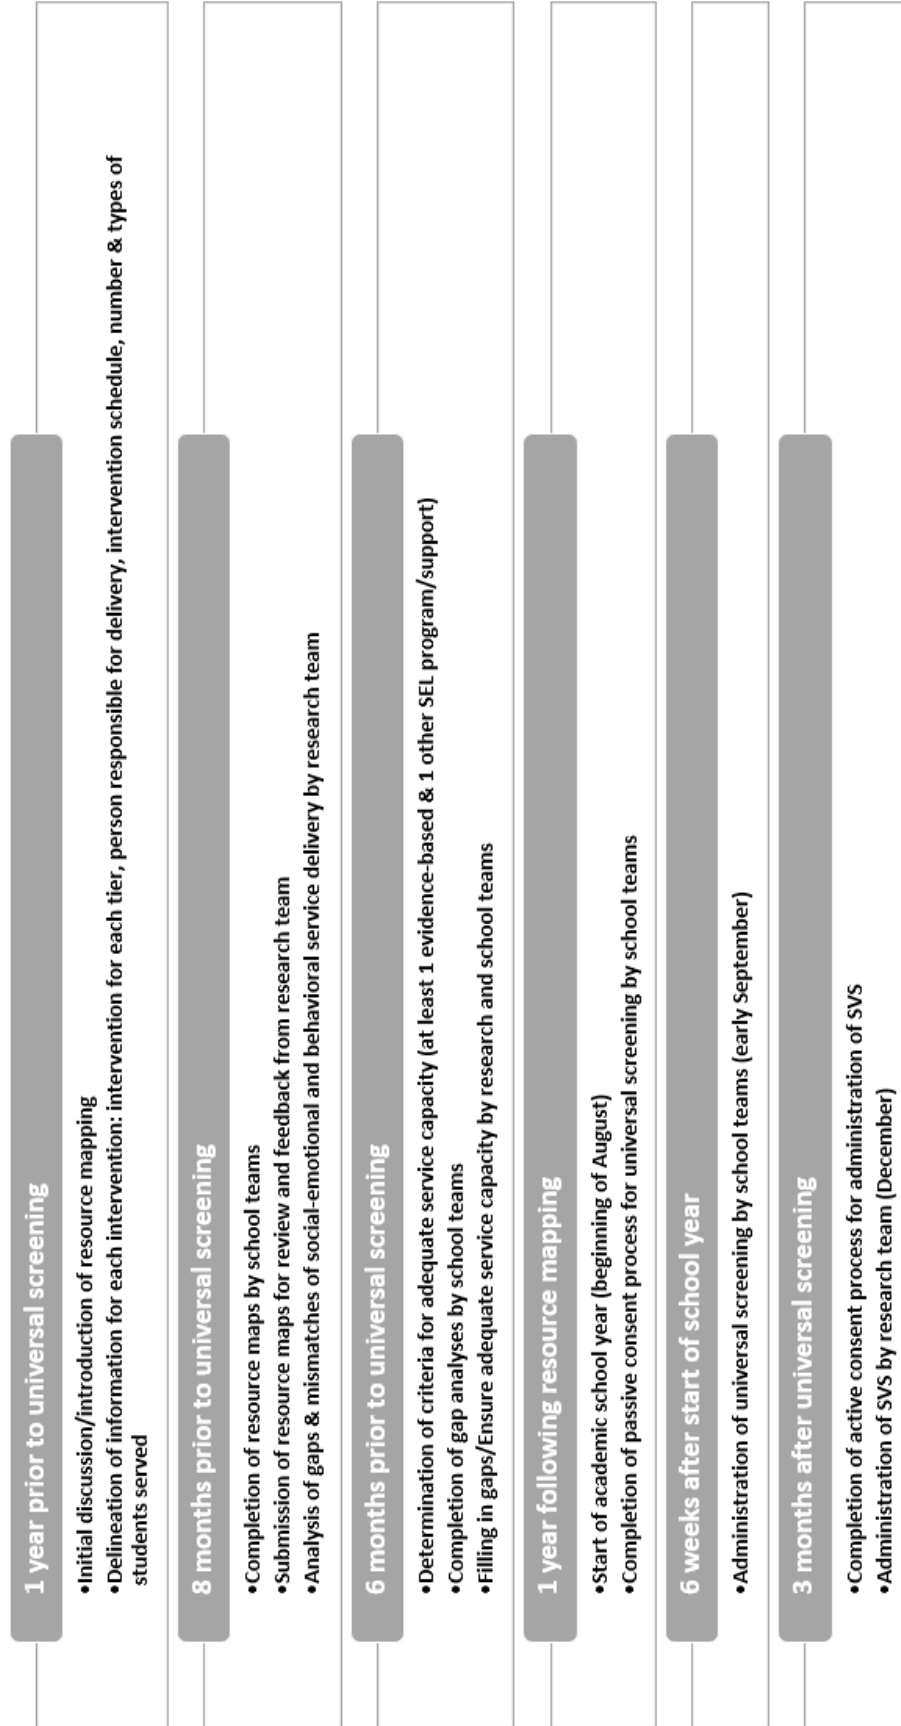 1 year prior to universal screening
•Initial discussion/introduction of resource mapping
•Delineation of information for each intervention: intervention for each tier, person responsible for delivery, intervention schedule, number & types of
students served
8 months prior to universal screening
•Completion of resource maps by school teams
•Submission of resource maps for review and feedback from research team
•Analysis of gaps & mismatches of social-emotional and behavioral service delivery by research team
6 months prior to universal screening
•Determination of criteria for adequate service capacity (at least 1 evidence-based & 1 other SEL program/support)
•Completion of gap analyses by school teams
•Filling in gaps/Ensure adequate service capacity by research and school teams
1 year following resource mapping
•Start of academic school year (beginning of August)
•Completion of passive consent process for universal screening by school teams
6 weeks after start of school year
•Administration of universal screening by school teams (early September)
3 months after universal screening
•Completion of active consent process for administration of SVS
•Administration of SVS by research team (December)